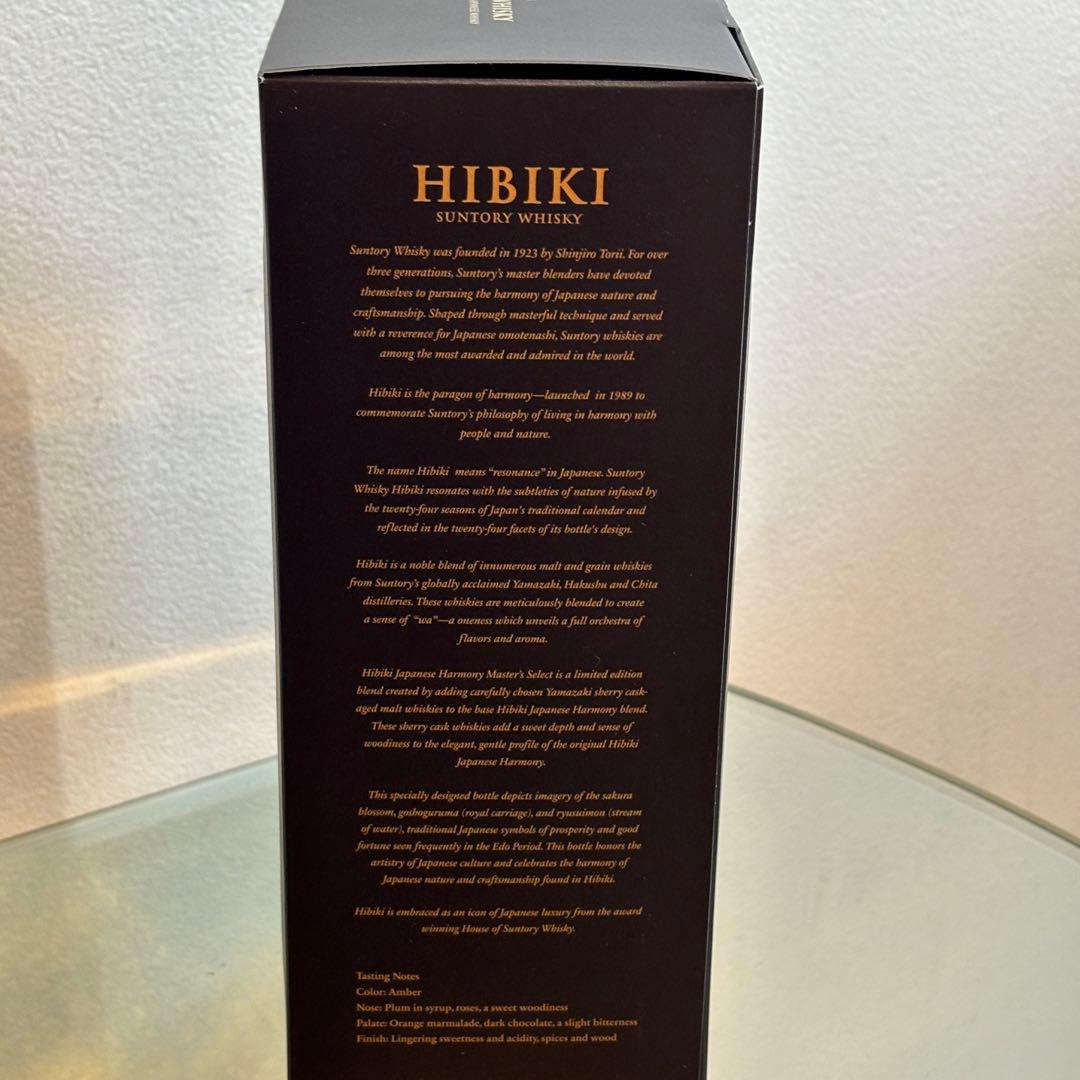 WHISKY
HIBIKI
SUNTORY WHISKY
Suntory Whisky was founded in 1923 by Shinjiro Torii. For over
three generations, Suntory's master blenders have devoted
themselves to pursuing the harmony of Japanese nature and
craftsmanship. Shaped through masterful technique and served
with a reverence for Japanese omotenashi, Suntory whiskies are
among the most awarded and admired in the world.
Hibiki is the paragon of harmony—launched in 1989 to
commemorate Suntory's philosophy of living in harmony with
people and nature.
The name Hibiki means "resonance" in Japanese. Suntory
Whisky Hibiki resonates with the subtleties of nature infused by
the twenty-four seasons of Japan's traditional calendar and
reflected in the twenty-four facets of its bottle's design.
Hibiki is a noble blend of innumerous malt and grain whiskies
from Suntory's globally acclaimed Yamazaki, Hakushu and Chita
distilleries. These whiskies are meticulously blended to create
a sense of "wa"—a oneness which unveils a full orchestra of
flavors and aroma.
Hibiki Japanese Harmony Master's Select is a limited edition
blend created by adding carefully chosen Yamazaki sherry cask-
aged malt whiskies to the base Hibiki Japanese Harmony blend.
These sherry cask whiskies add a sweet depth and sense of
woodiness to the elegant, gentle profile of the original Hibiki
Japanese Harmony.
This specially designed bottle depicts imagery of the sakura
blossom, goshoguruma (royal carriage), and ryusuimon (stream
of water), traditional Japanese symbols of prosperity and good
fortune seen frequently in the Edo Period. This bottle honors the
artistry of Japanese culture and celebrates the harmony of
Japanese nature and craftsmanship found in Hibiki.
Hibiki is embraced as an icon of Japanese luxury from the award
winning House of Suntory Whisky.
Tasting Notes
Color: Amber
Nose: Plum in syrup, roses, a sweet woodiness
Palate: Orange marmalade, dark chocolate, a slight bitterness
Finish: Lingering sweetness and acidity, spices and wood